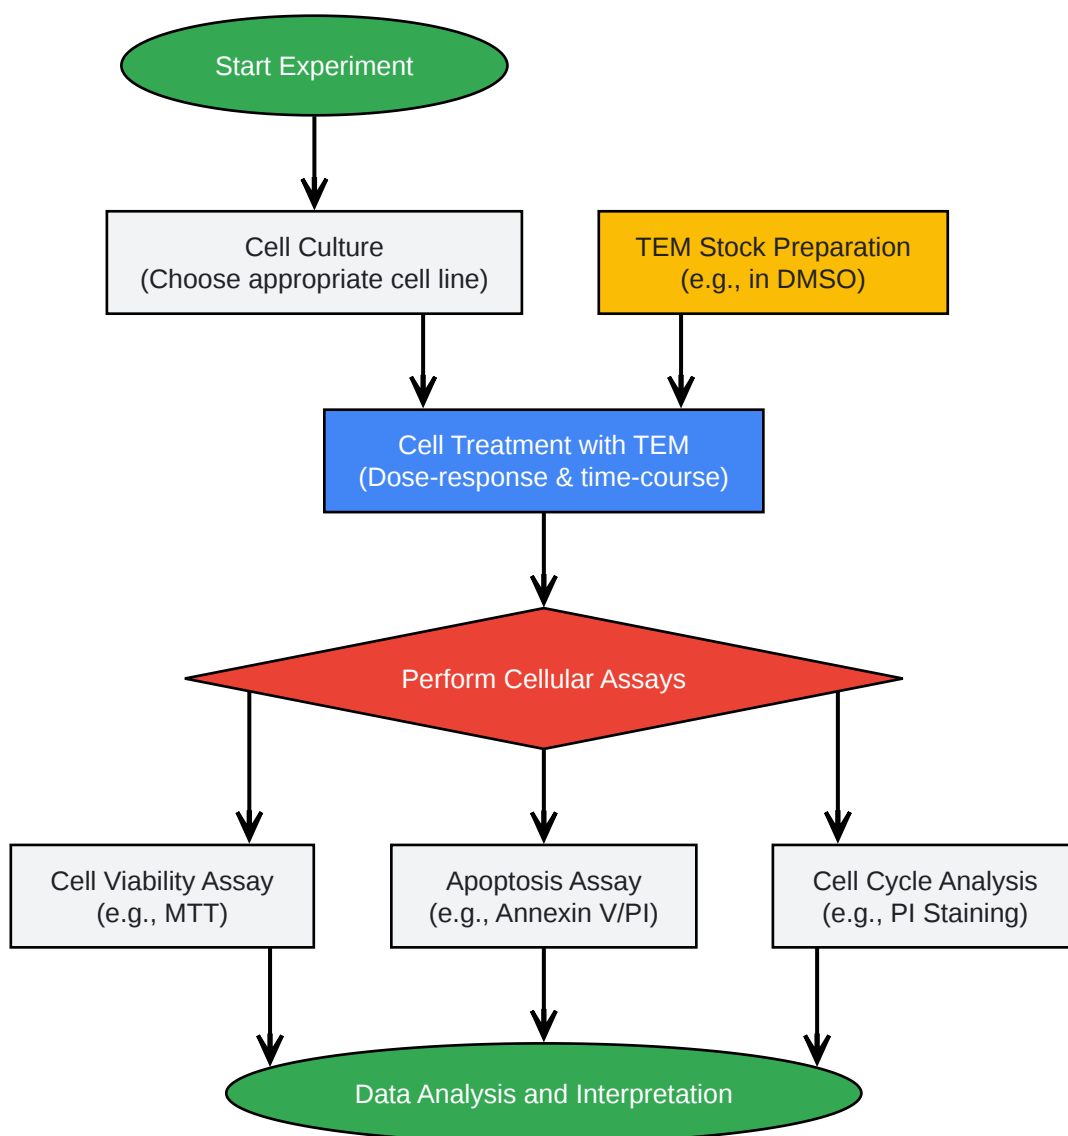 Start Experiment
Cell Culture
(Choose appropriate cell line)
TEM Stock Preparation
(e.g., in DMSO)
Cell Treatment with TEM
(Dose-response & time-course)
Perform Cellular Assays
Cell Viability Assay
(e.g., MTT)
Apoptosis Assay
(e.g., Annexin V/PI)
Cell Cycle Analysis
(e.g., PI Staining)
Data Analysis and Interpretation